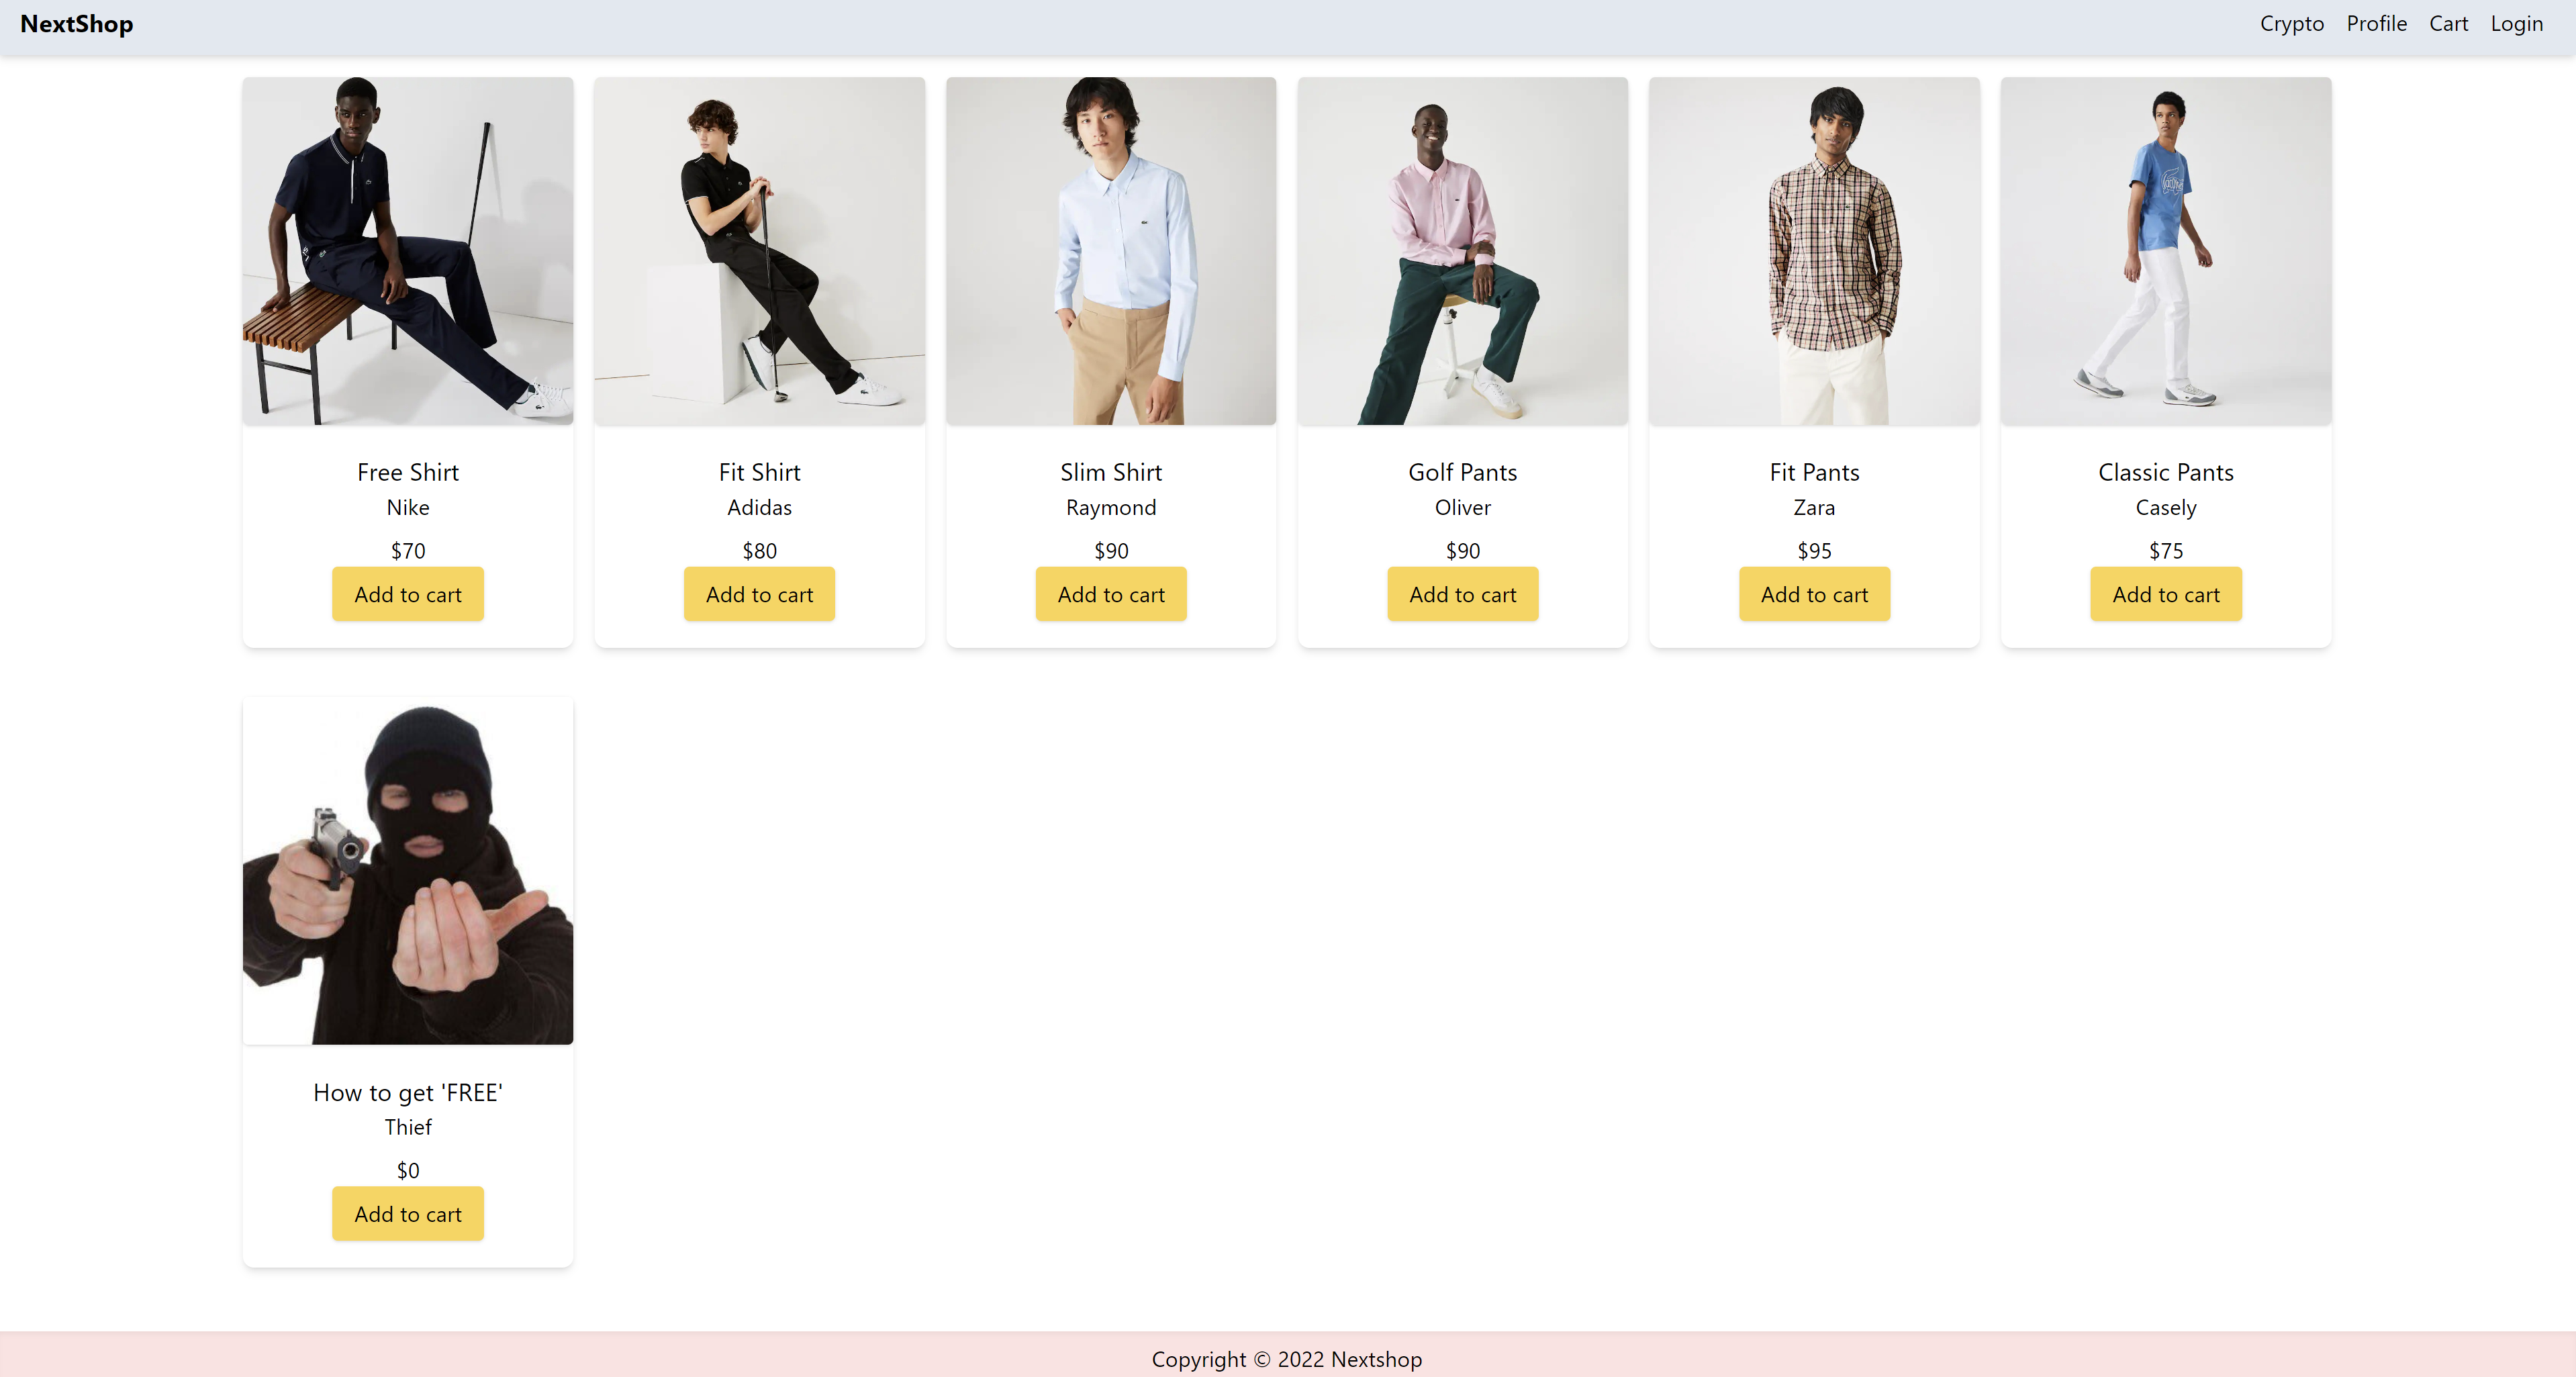 NextShop
Crypto Profile Cart Login
Free Shirt
Nike
$70
Add to cart
Fit Shirt
Adidas
$80
Add to cart
Slim Shirt
Raymond
$90
Add to cart
Golf Pants
Oliver
$90
Add to cart
Fit Pants
Zara
$95
Add to cart
Classic Pants
Casely
$75
Add to cart
How to get 'FREE'
Thief
$0
Add to cart
Copyright © 2022 Nextshop